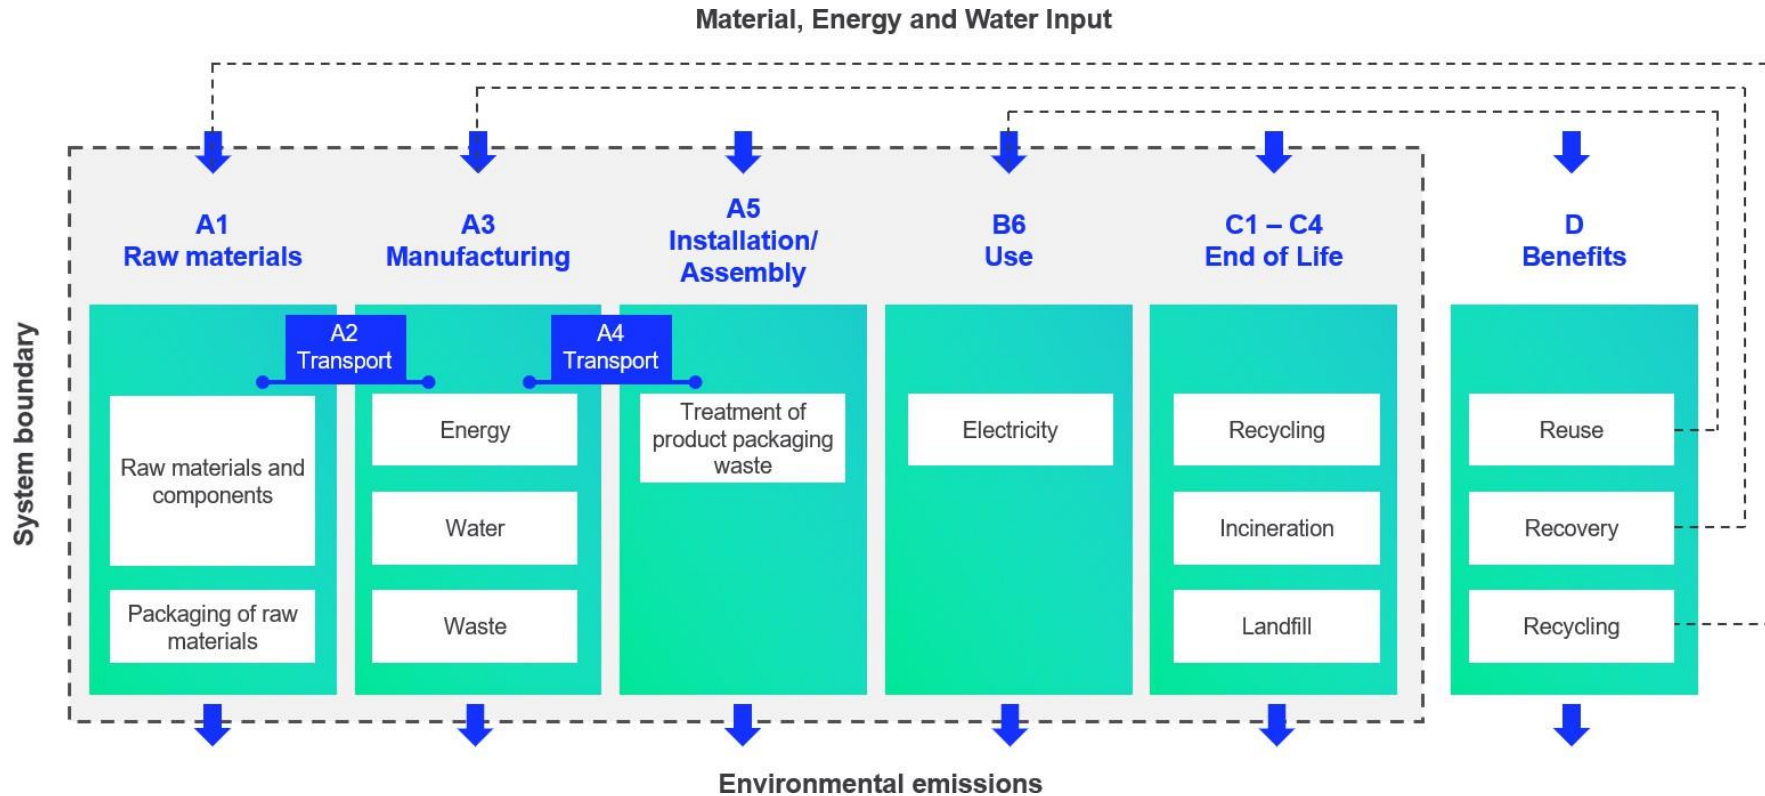 Material, Energy and Water Input
System boundary
A1
Raw materials
A2
Transport
Raw materials and
components
Packaging of raw
materials
A3
Manufacturing
A4
Transport
Energy
Water
Waste
A5
Installation/
Assembly
Treatment of
product packaging
waste
B6
Use
Electricity
C1 – C4
End of Life
Recycling
Incineration
Landfill
D
Benefits
Reuse
Recovery
Recycling
Environmental emissions